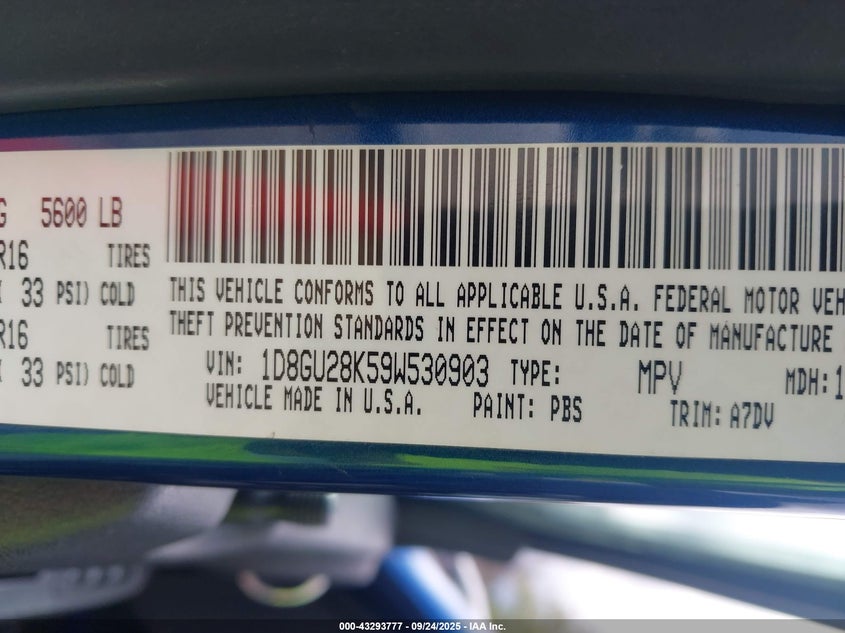 G 5600 LB
R16 TIRES
33 PSI) COLD
R16 TIRES
33 PSI) COLD
THIS VEHICLE CONFORMS TO ALL APPLICABLE U.S.A. FEDERAL MOTOR VEH
THEFT PREVENTION STANDARDS IN EFFECT ON THE DATE OF MANUFACTURE
VIN: 1D8GU28K59W530903 TYPE: MPV MDH:1
VEHICLE MADE IN U.S.A. PAINT: PBS TRIM: A7DV
000-43293777 - 09/24/2025 - IAA Inc.